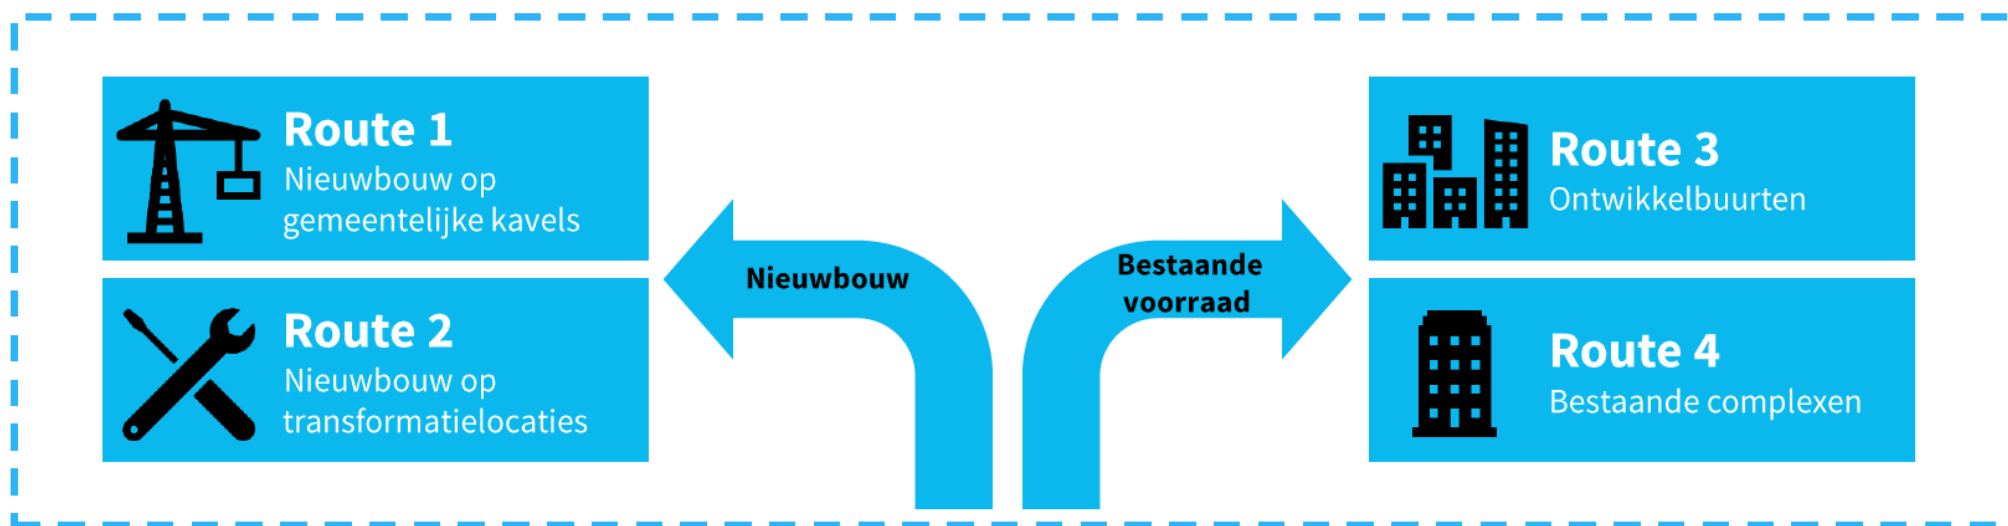 Route 1
Nieuwbouw op
gemeentelijke kavels
Route 2
Nieuwbouw op
transformatielocaties
Nieuwbouw
Bestaande
voorraad
Route 3
Ontwikkelbuurten
Route 4
Bestaande complexen